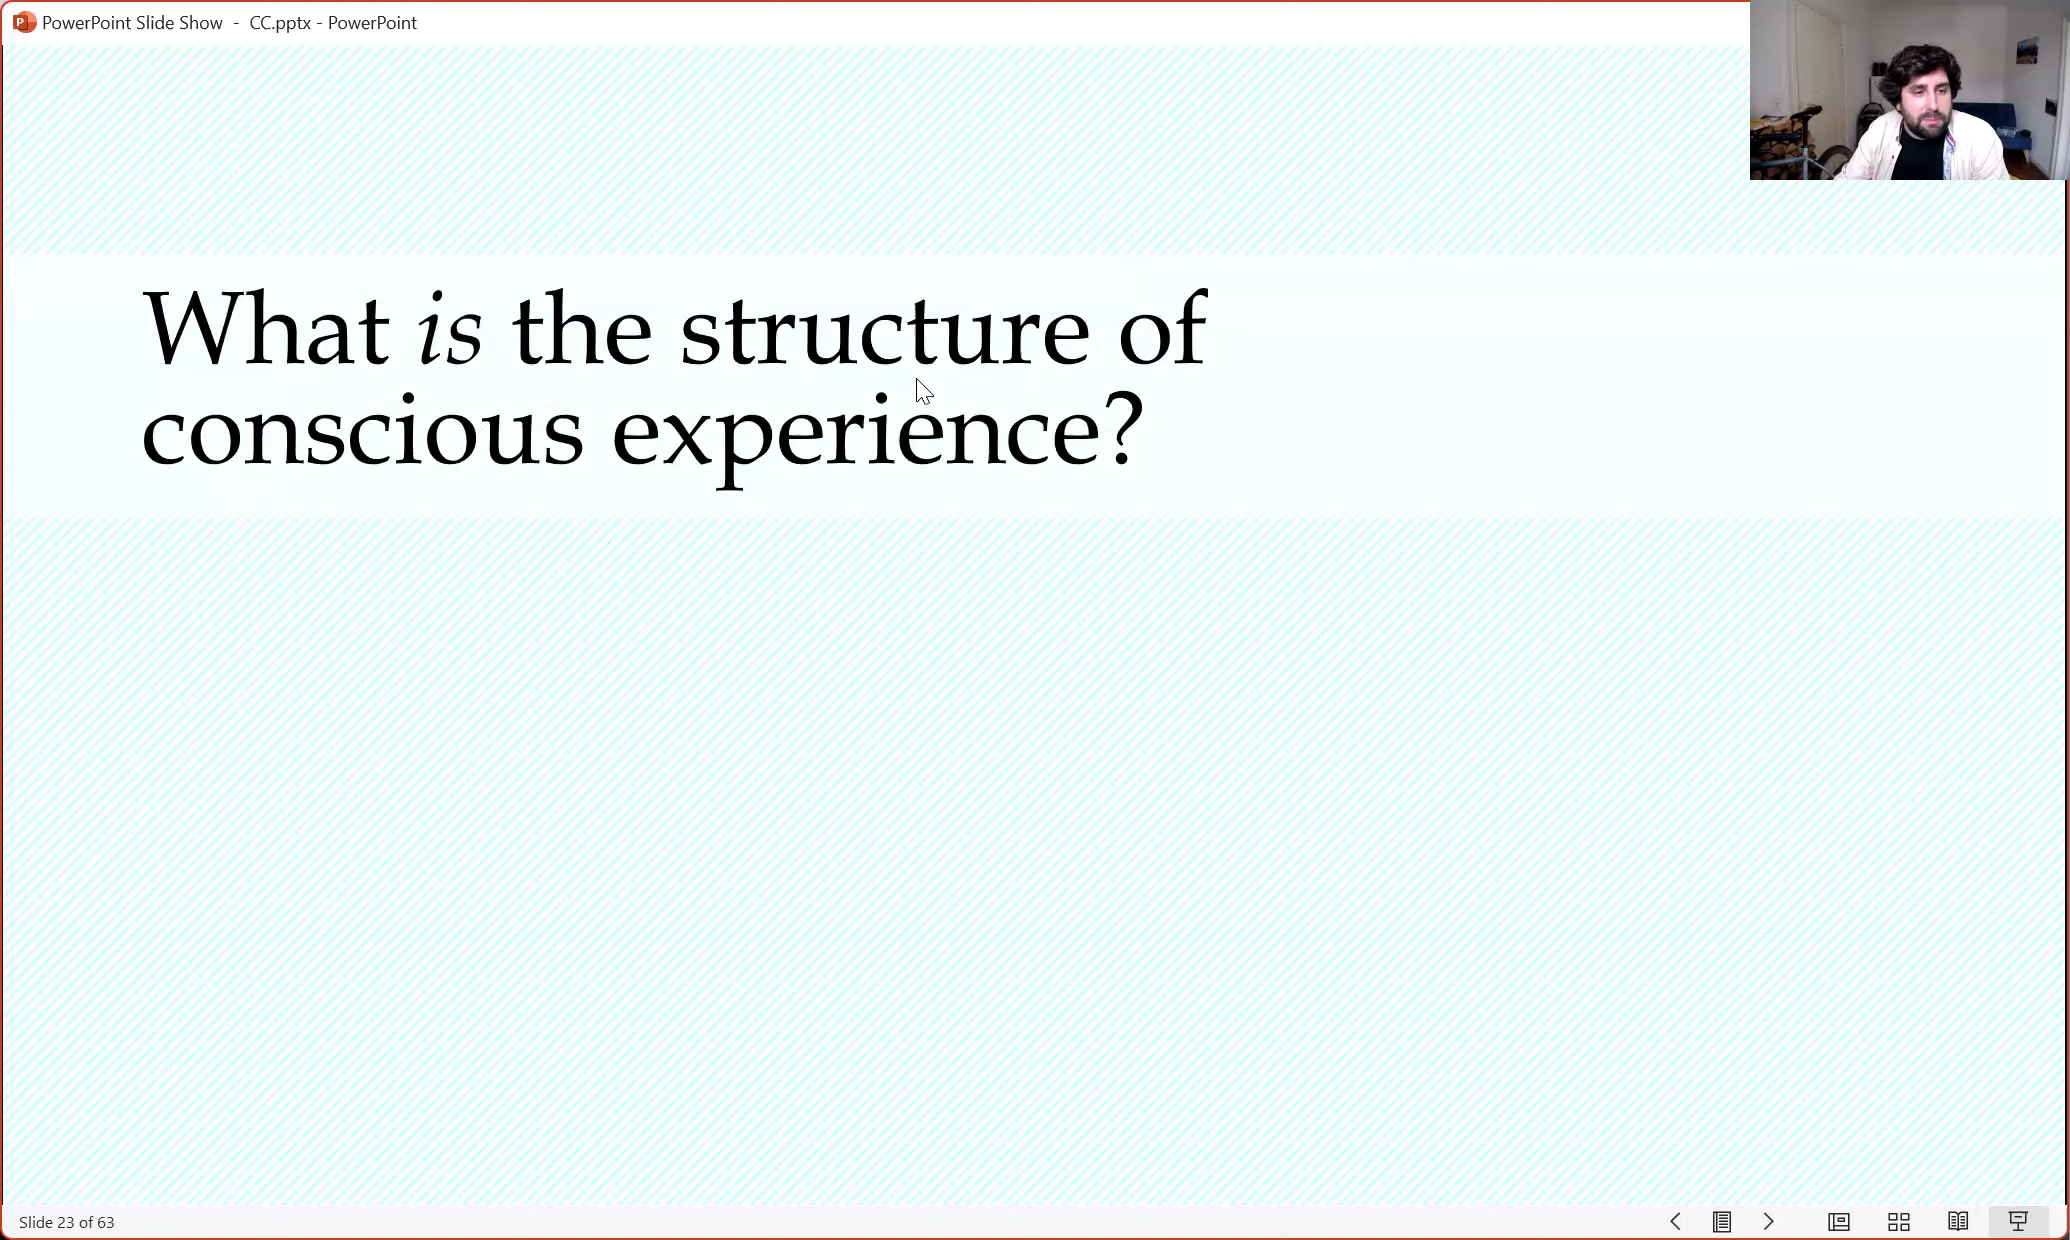 PowerPoint Slide Show - CC.pptx - PowerPoint
What is the structure of
conscious experience?
Slide 23 of 63